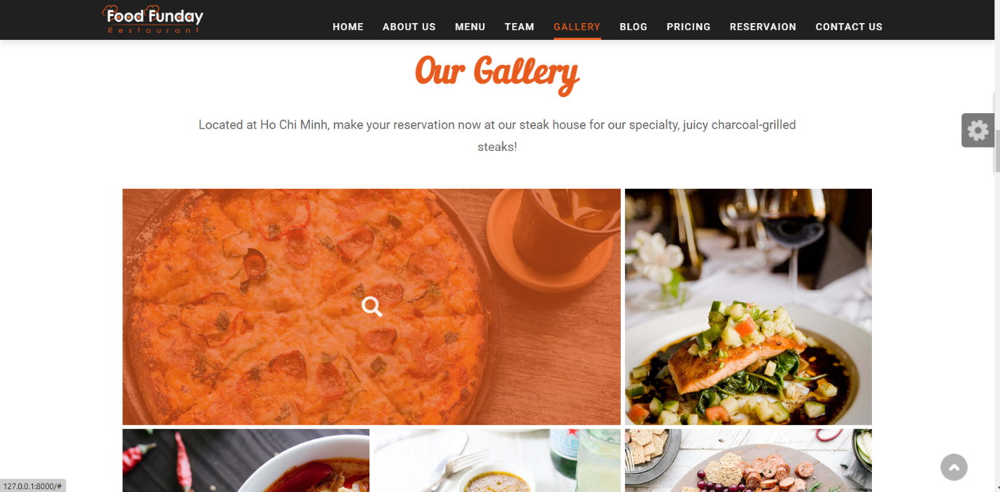 Food Funday
Restaurant
HOME ABOUT US MENU TEAM GALLERY BLOG PRICING RESERVAION CONTACT US
Our Gallery
Located at Ho Chi Minh, make your reservation now at our steak house for our specialty, juicy charcoal-grilled
steaks!
127.0.0.1:8000/#